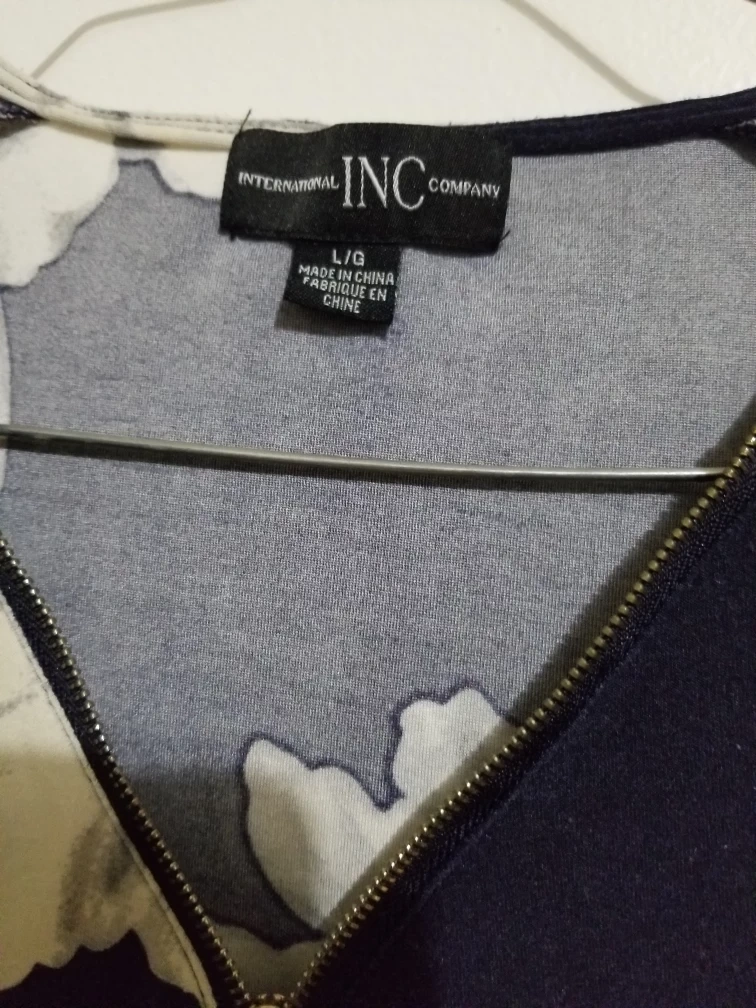 INTERNATIONAL INC COMPANY
L/G
MADE IN CHINA
FABRIQUE EN
CHINE